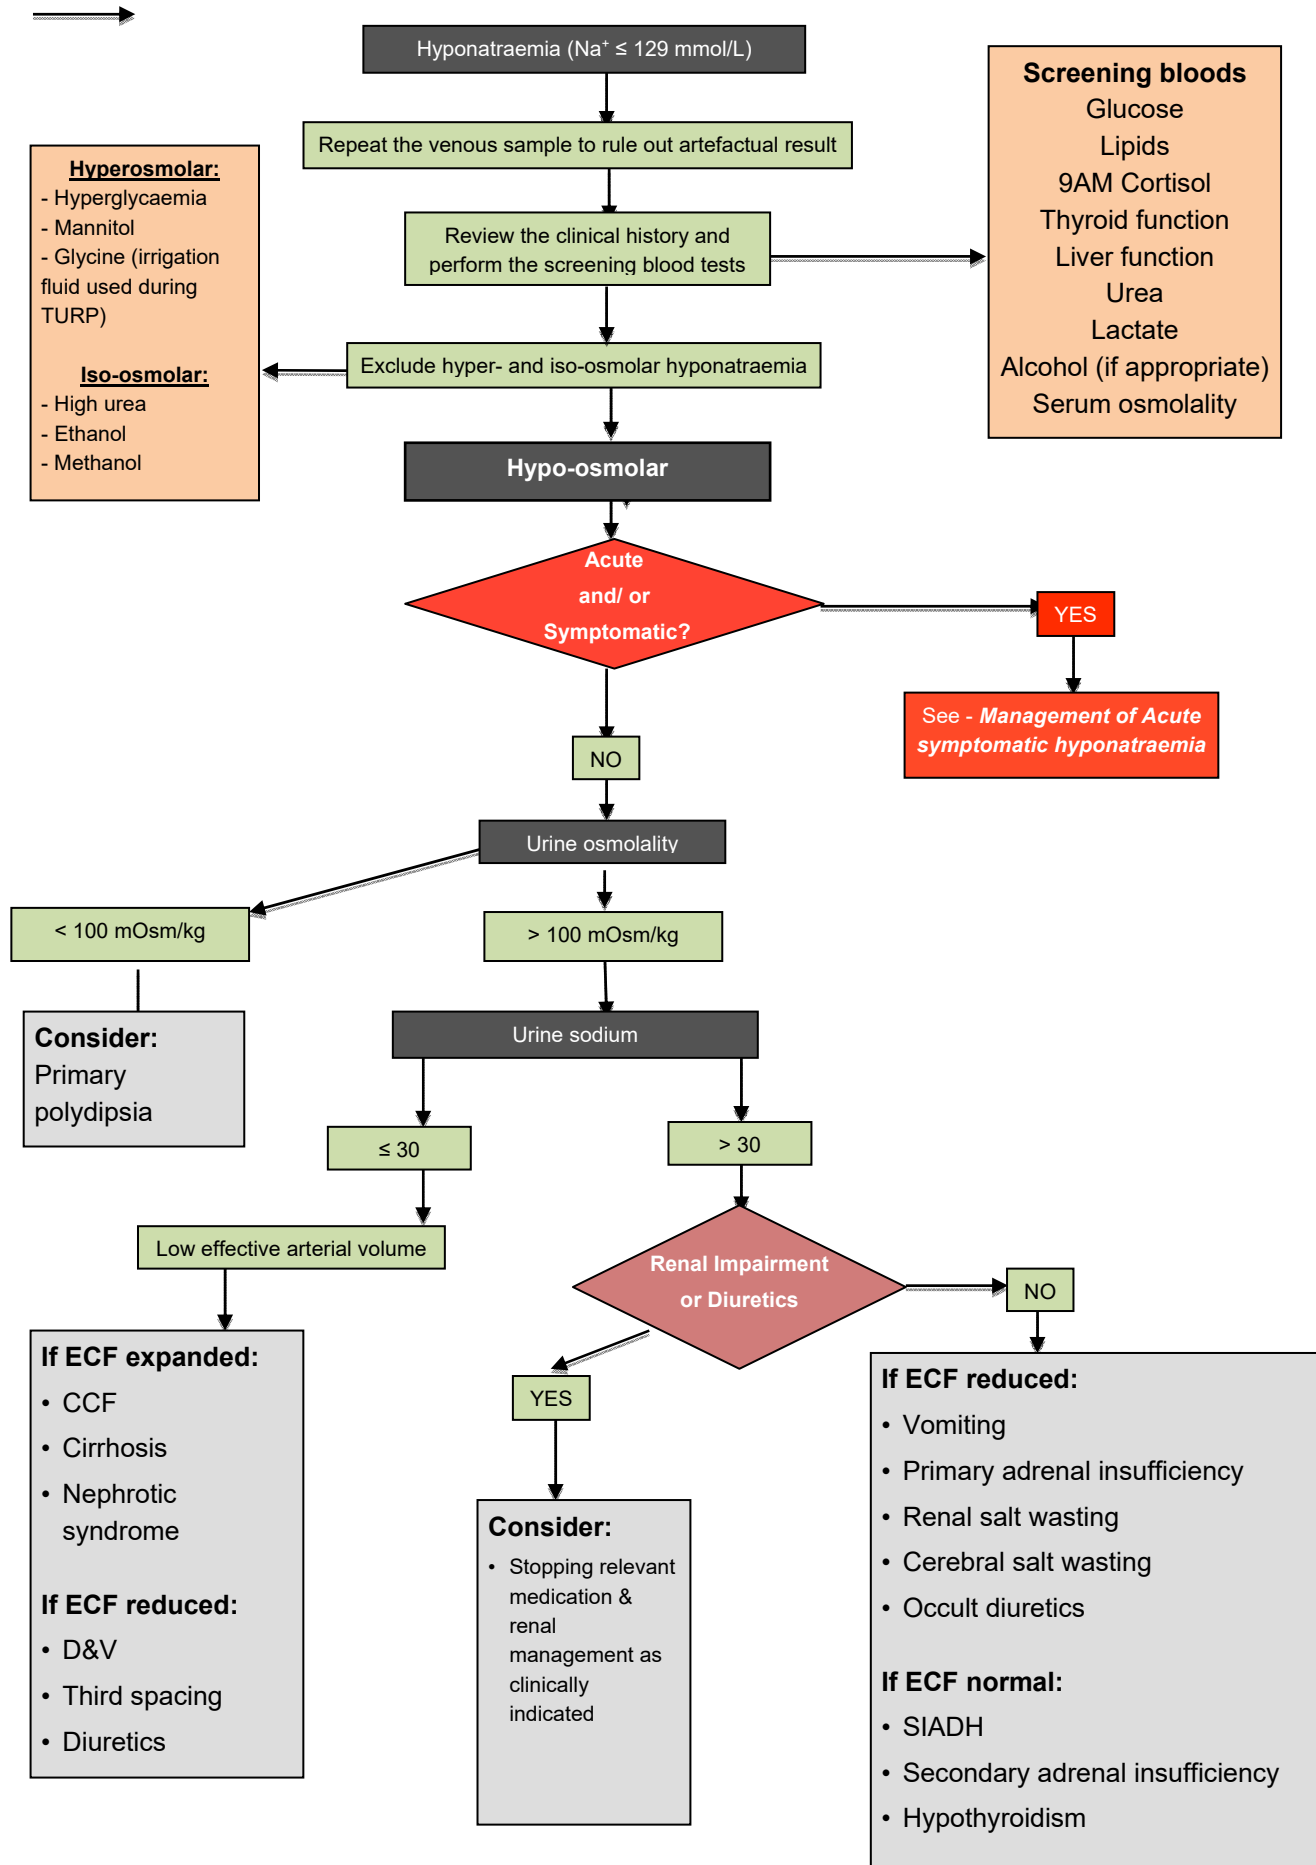 Hyponatraemia (Na⁺ ≤ 129 mmol/L)
Repeat the venous sample to rule out artefactual result
Review the clinical history and
perform the screening blood tests
Screening bloods
Glucose
Lipids
9AM Cortisol
Thyroid function
Liver function
Urea
Lactate
Alcohol (if appropriate)
Serum osmolality
Exclude hyper- and iso-osmolar hyponatraemia
Hyperosmolar:
- Hyperglycaemia
- Mannitol
- Glycine (irrigation
fluid used during
TURP)
Iso-osmolar:
- High urea
- Ethanol
- Methanol
Hypo-osmolar
Acute
and/ or
Symptomatic?
YES
See - Management of Acute
symptomatic hyponatraemia
NO
Urine osmolality
< 100 mOsm/kg
> 100 mOsm/kg
Consider:
Primary
polydipsia
Urine sodium
≤ 30
> 30
Low effective arterial volume
If ECF expanded:
• CCF
• Cirrhosis
• Nephrotic
syndrome
If ECF reduced:
• D&V
• Third spacing
• Diuretics
Renal Impairment
or Diuretics
YES
Consider:
• Stopping relevant
medication &
renal
management as
clinically
indicated
NO
If ECF reduced:
• Vomiting
• Primary adrenal insufficiency
• Renal salt wasting
• Cerebral salt wasting
• Occult diuretics
If ECF normal:
• SIADH
• Secondary adrenal insufficiency
• Hypothyroidism